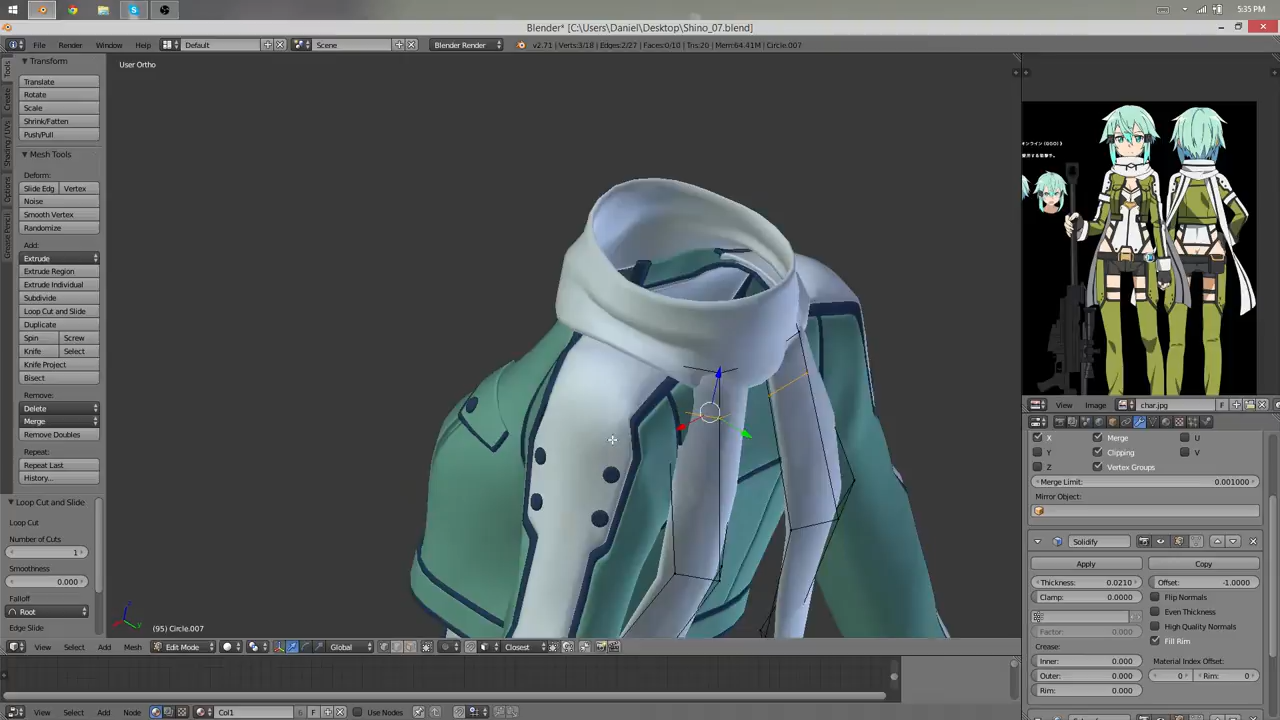 5:35 PM
Blender* [C:\Users\Daniel\Desktop\Shino_07.blend]
File Render Window Help Default Scene Blender Render v2.71 | Verts:3/18 | Edges:2/27 | Faces:0/10 | Tris:20 | Mem:64.41M | Circle.007
Tools
Create
Shading / UVs
Options
Grease Pencil
Transform
Translate
Rotate
Scale
Shrink/Fatten
Push/Pull
Mesh Tools
Deform:
Slide Edg Vertex
Noise
Smooth Vertex
Randomize
Add:
Extrude
Extrude Region
Extrude Individual
Subdivide
Loop Cut and Slide
Duplicate
Spin Screw
Knife Select
Knife Project
Bisect
Remove:
Delete
Merge
Remove Doubles
Repeat:
Repeat Last
History...
Loop Cut and Slide
Loop Cut
Number of Cuts
1
Smoothness
0.000
Falloff
Root
Edge Slide
User Ortho
(95) Circle.007
View Select Add Mesh Edit Mode Global Closest
View Select Add Node Col1 6 F Use Nodes
View Image char.jpg F
X Merge U
Y Clipping V
Z Vertex Groups
Merge Limit: 0.001000
Mirror Object:
Solidify
Apply Copy
Thickness: 0.0210 Offset: -1.0000
Clamp: 0.0000 Flip Normals
Even Thickness
Factor: 0.000 High Quality Normals
Fill Rim
Crease:
Inner: 0.000 Material Index Offset:
Outer: 0.000 0 Rim: 0
Rim: 0.000